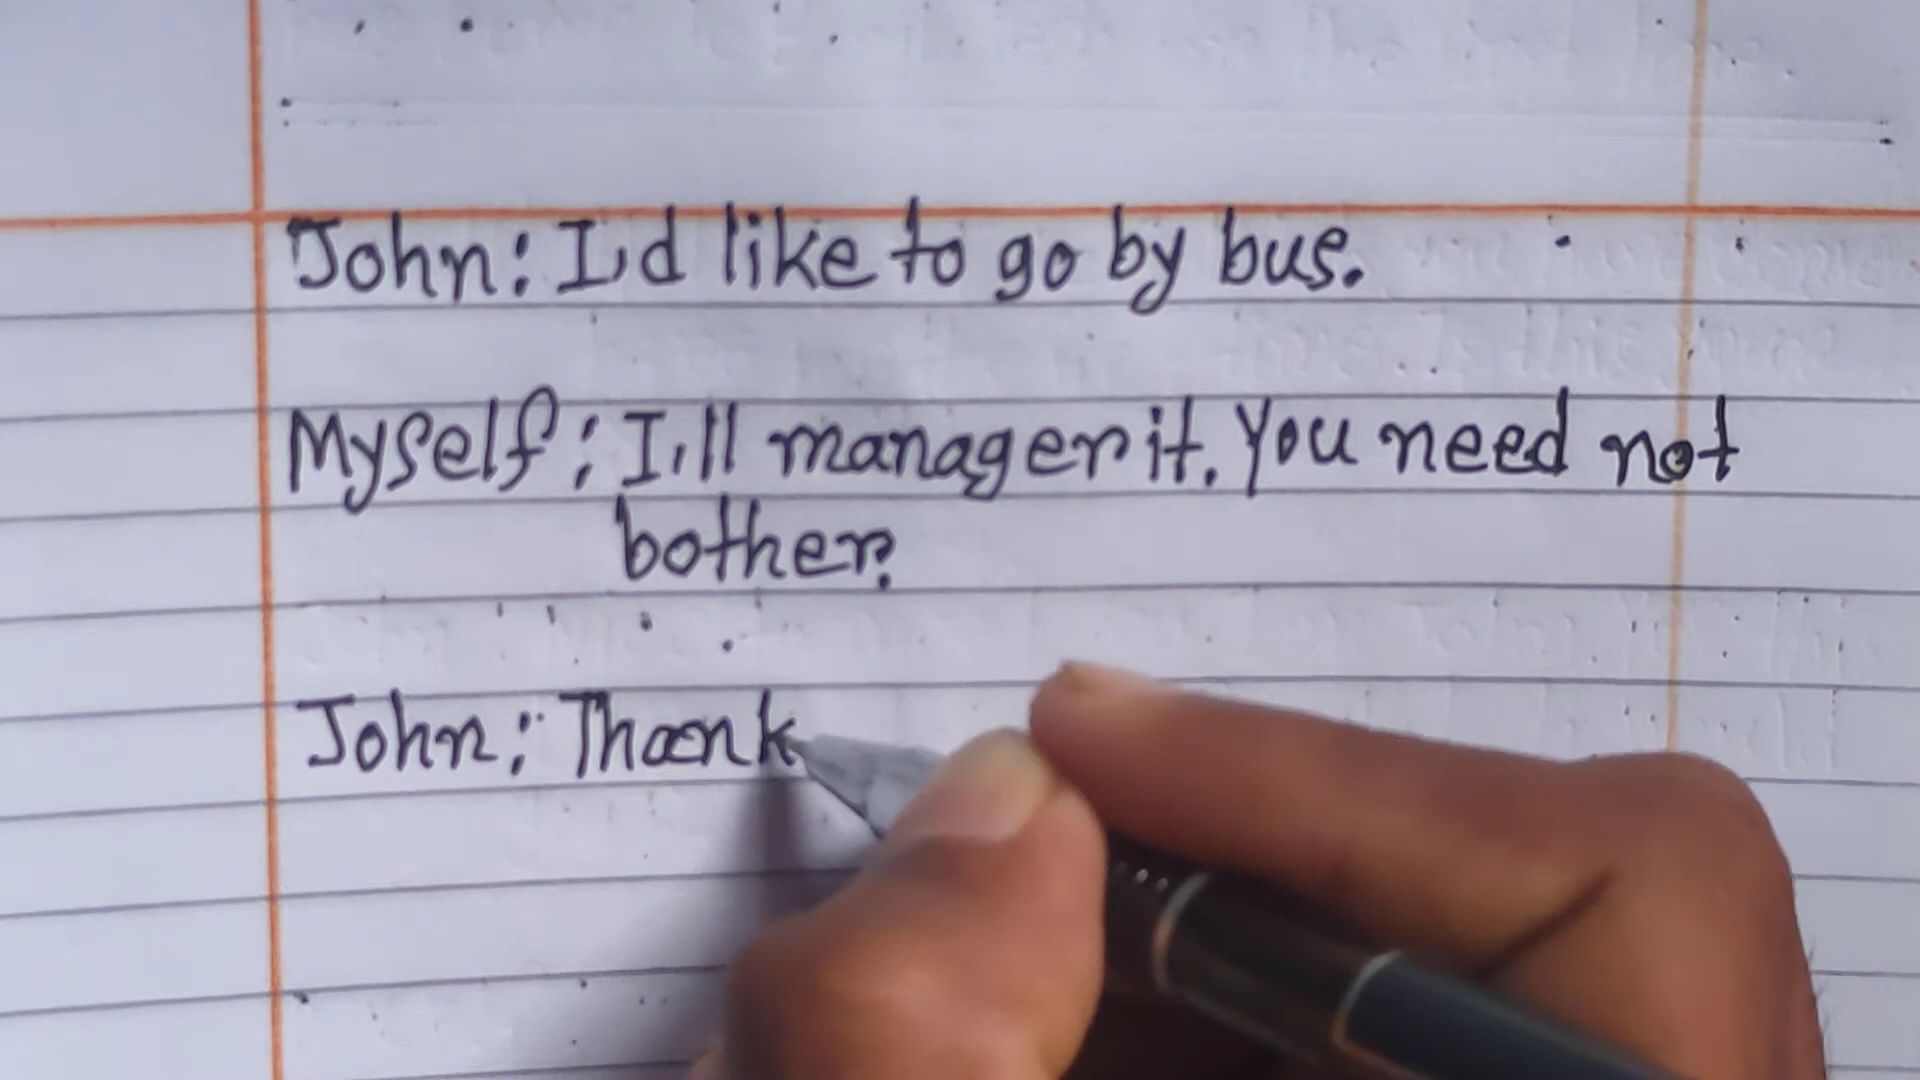 John: I,d like to go by bus.
Myself: I,ll manager it. You need not
bother.
John: Thank